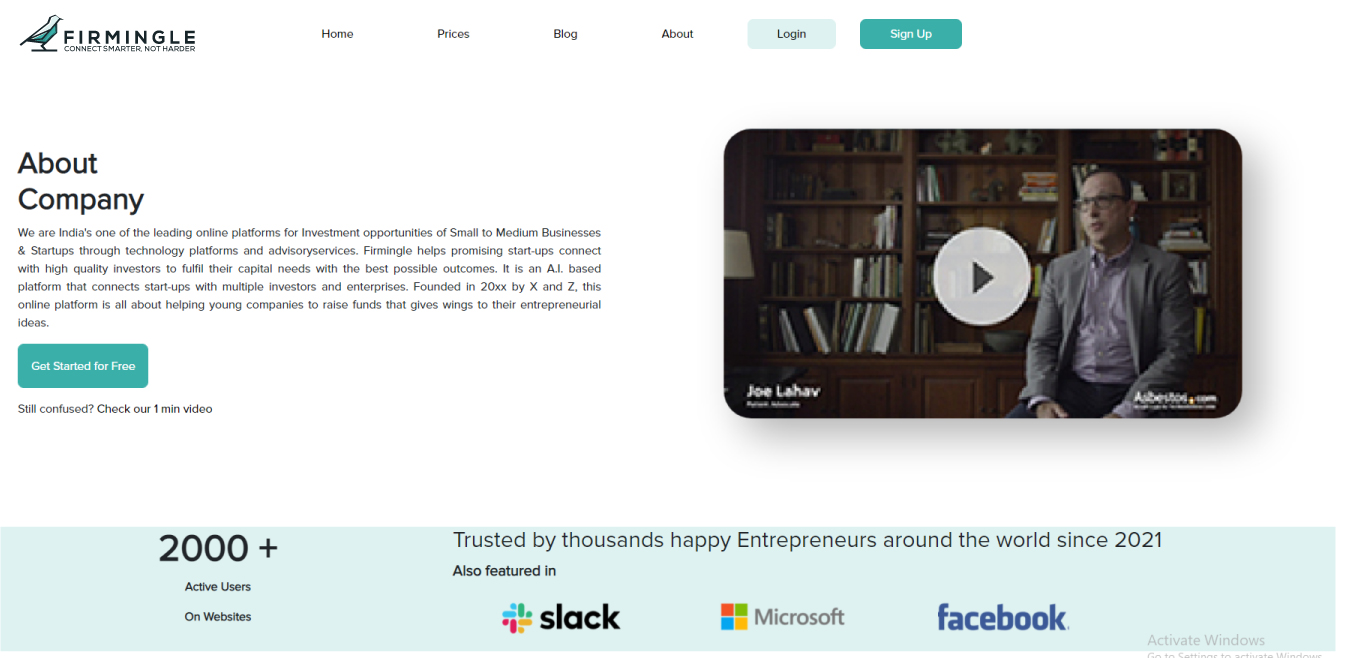 FIRMINGLE
CONNECT SMARTER, NOT HARDER
Home Prices Blog About Login Sign Up
About
Company
We are India's one of the leading online platforms for Investment opportunities of Small to Medium Businesses
& Startups through technology platforms and advisoryservices. Firmingle helps promising start-ups connect
with high quality investors to fulfil their capital needs with the best possible outcomes. It is an A.I. based
platform that connects start-ups with multiple investors and enterprises. Founded in 20xx by X and Z, this
online platform is all about helping young companies to raise funds that gives wings to their entrepreneurial
ideas.
Get Started for Free
Still confused? Check our 1 min video
Joe Lahav
Patient Advocate
Asbestos.com
2000 +
Active Users
On Websites
Trusted by thousands happy Entrepreneurs around the world since 2021
Also featured in
slack Microsoft facebook.
Activate Windows
Go to Settings to activate Windows.